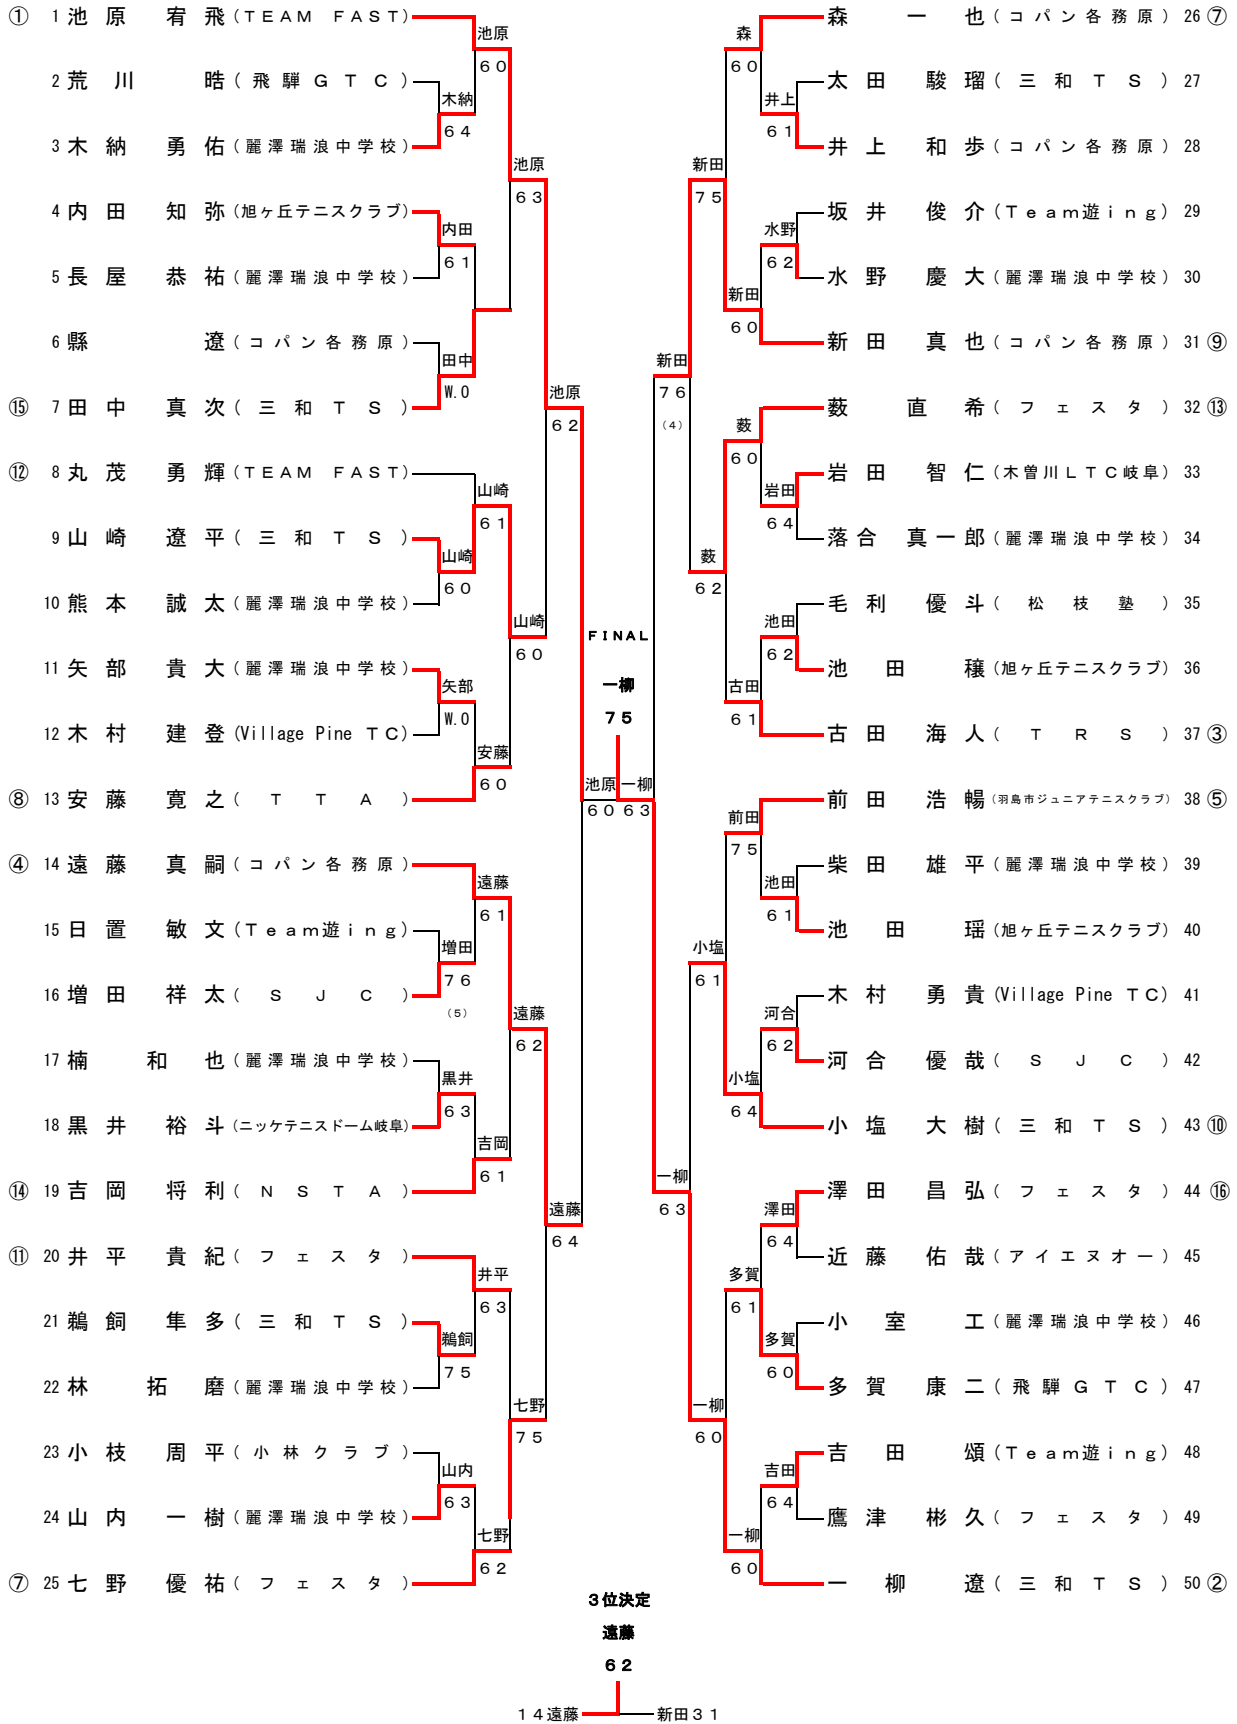 ① 1 池原 宥飛 (TEAM FAST)
池原
60
2 荒川 晧 (飛騨GTC)
木納
64
3 木納 勇佑 (麗澤瑞浪中学校)
池原
63
4 内田 知弥 (旭ヶ丘テニスクラブ)
内田
61
5 長屋 恭祐 (麗澤瑞浪中学校)
6 縣 遼 (コパン各務原)
田中
W.O
⑮ 7 田中 真次 (三和TS)
池原
62
⑫ 8 丸茂 勇輝 (TEAM FAST)
山崎
61
9 山崎 遼平 (三和TS)
山崎
60
10 熊本 誠太 (麗澤瑞浪中学校)
山崎
60
11 矢部 貴大 (麗澤瑞浪中学校)
矢部
W.O
12 木村 建登 (Village Pine TC)
安藤
60
⑧ 13 安藤 寛之 (TTA)
池原
60
④ 14 遠藤 真嗣 (コパン各務原)
遠藤
61
15 日置 敏文 (Team遊ing)
増田
76
(5)
16 増田 祥太 (SJC)
遠藤
62
17 楠 和也 (麗澤瑞浪中学校)
黒井
63
18 黒井 裕斗 (ニッケテニスドーム岐阜)
吉岡
61
⑭ 19 吉岡 将利 (NSTA)
遠藤
64
⑪ 20 井平 貴紀 (フェスタ)
井平
63
21 鵜飼 隼多 (三和TS)
鵜飼
75
22 林 拓磨 (麗澤瑞浪中学校)
七野
75
23 小枝 周平 (小林クラブ)
山内
63
24 山内 一樹 (麗澤瑞浪中学校)
七野
62
⑦ 25 七野 優祐 (フェスタ)
FINAL
一柳
75
森 一也 (コパン各務原) 26 ⑦
森
60
太田 駿瑠 (三和TS) 27
井上
61
井上 和歩 (コパン各務原) 28
新田
75
坂井 俊介 (Team遊ing) 29
水野
62
水野 慶大 (麗澤瑞浪中学校) 30
新田
60
新田 真也 (コパン各務原) 31 ⑨
新田
76
(4)
薮 直希 (フェスタ) 32 ⑬
薮
60
岩田 智仁 (木曽川LTC岐阜) 33
岩田
64
落合 真一郎 (麗澤瑞浪中学校) 34
薮
62
毛利 優斗 (松枝塾) 35
池田
62
池田 穣 (旭ヶ丘テニスクラブ) 36
古田
61
古田 海人 (TRS) 37 ③
一柳
63
前田 浩暢 (羽島市ジュニアテニスクラブ) 38 ⑤
前田
75
柴田 雄平 (麗澤瑞浪中学校) 39
池田
61
池田 瑶 (旭ヶ丘テニスクラブ) 40
小塩
61
木村 勇貴 (Village Pine TC) 41
河合
62
河合 優哉 (SJC) 42
小塩
64
小塩 大樹 (三和TS) 43 ⑩
一柳
63
澤田 昌弘 (フェスタ) 44 ⑯
澤田
64
近藤 佑哉 (アイエヌオー) 45
多賀
61
小室 工 (麗澤瑞浪中学校) 46
多賀
60
多賀 康二 (飛騨GTC) 47
一柳
60
吉田 頌 (Team遊ing) 48
吉田
64
鷹津 彬久 (フェスタ) 49
一柳
60
一柳 遼 (三和TS) 50 ②
3位決定
遠藤
62
14遠藤 新田31